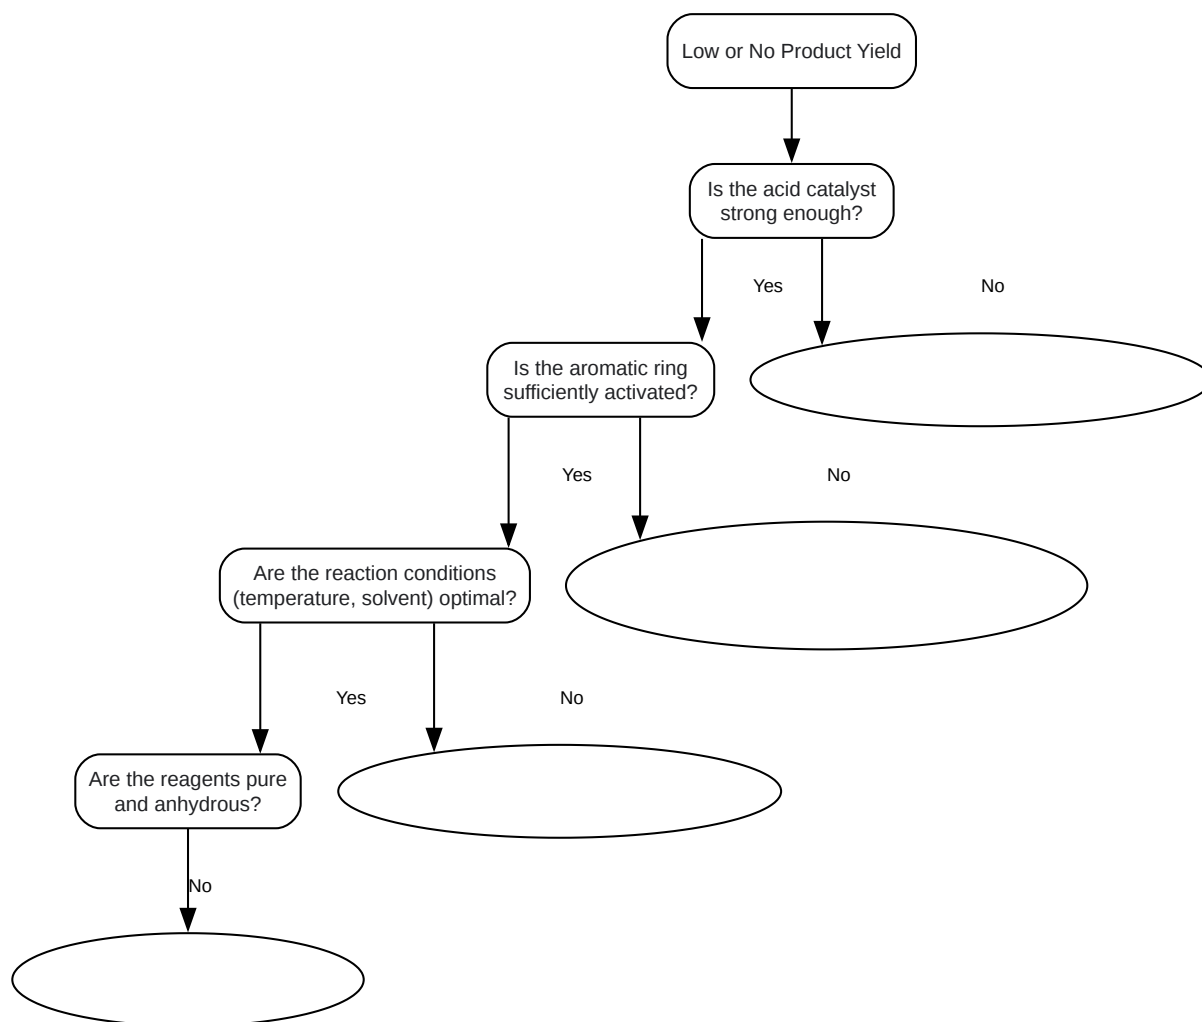 Low or No Product Yield
Is the acid catalyst
strong enough?
Yes
No
Is the aromatic ring
sufficiently activated?
Yes
No
Are the reaction conditions
(temperature, solvent) optimal?
Yes
No
Are the reagents pure
and anhydrous?
No